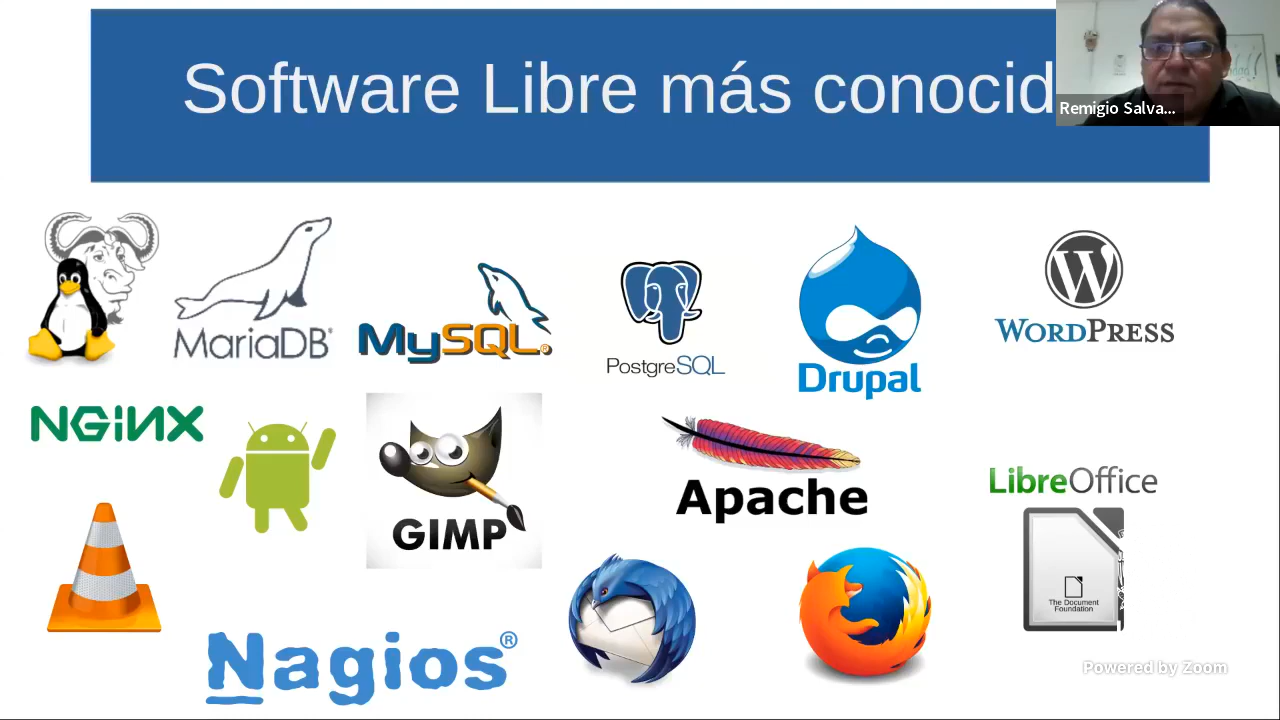 Software Libre más conocid
Remigio Salva...
MariaDB®
MySQL®
PostgreSQL
Drupal
WORDPRESS
NGINX
GIMP
Apache
LibreOffice
The Document
Foundation
Nagios®
Powered by Zoom